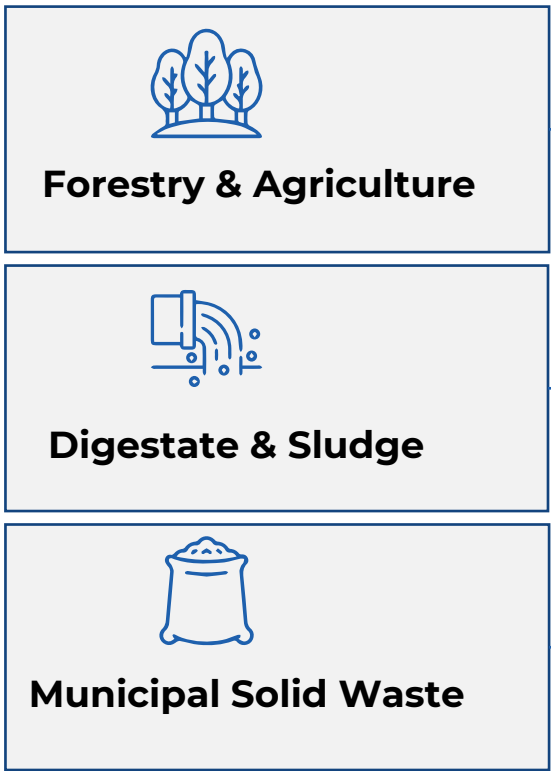 Forestry & Agriculture
Digestate & Sludge
Municipal Solid Waste